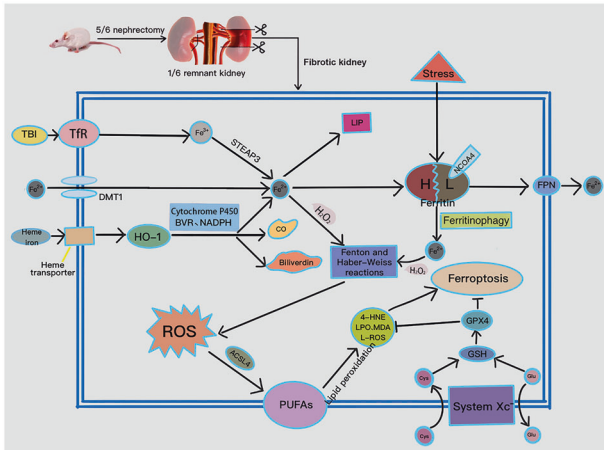 5/6 nephrectomy
1/6 remnant kidney
Fibrotic kidney
Stress
TBI
TfR
Fe³⁺
STEAP3
LIP
NCOA4
H
L
Ferritin
Fe²⁺
DMT1
Fe²⁺
FPN
Fe²⁺
Cytochrome P450
BVR、NADPH
H₂O₂
Ferritinophagy
Heme
iron
Heme
transporter
HO-1
CO
Biliverdin
Fenton and
Haber-Weiss
reactions
Fe²⁺
H₂O₂
Ferroptosis
ROS
ACSL4
4-HNE
LPO.MDA
L-ROS
GPX4
GSH
Lipid peroxidation
PUFAs
Cys
Glu
System Xc⁻
Cys
Glu